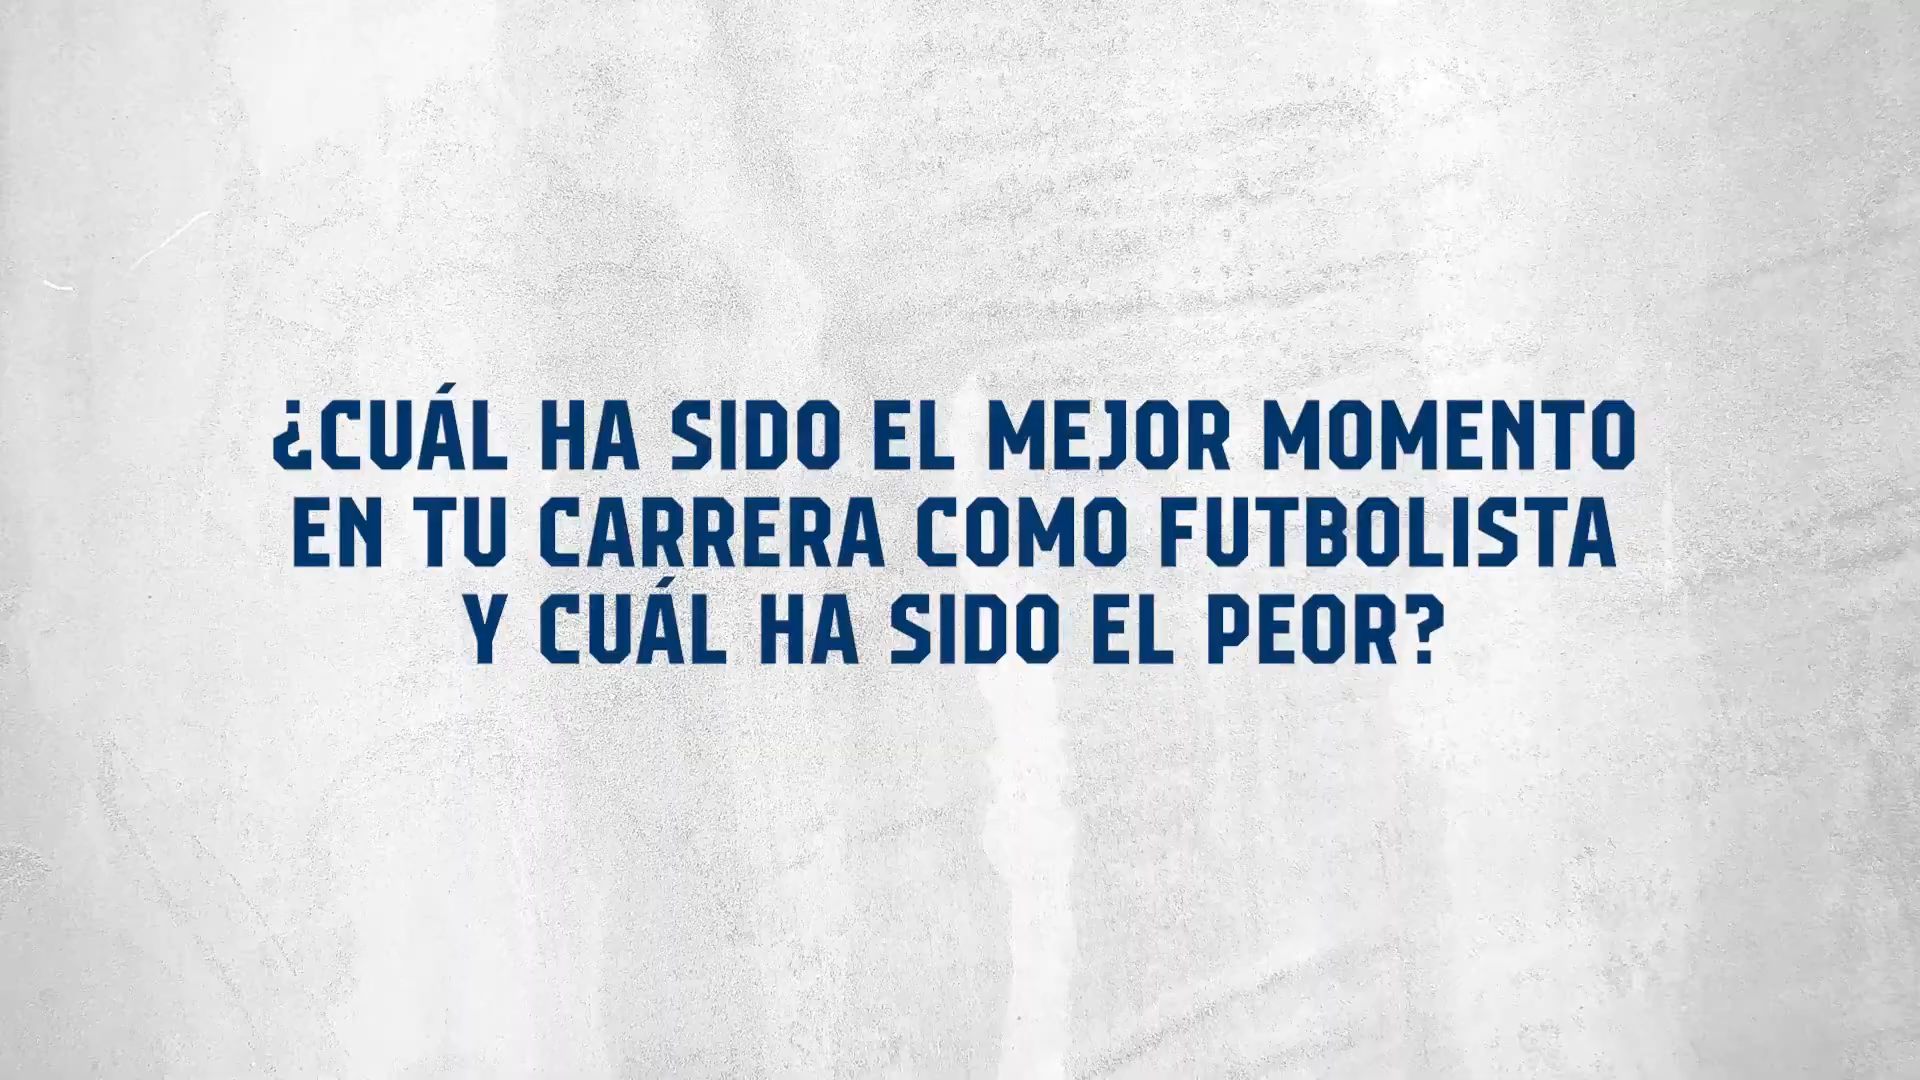 ¿CUÁL HA SIDO EL MEJOR MOMENTO
EN TU CARRERA COMO FUTBOLISTA
Y CUÁL HA SIDO EL PEOR?